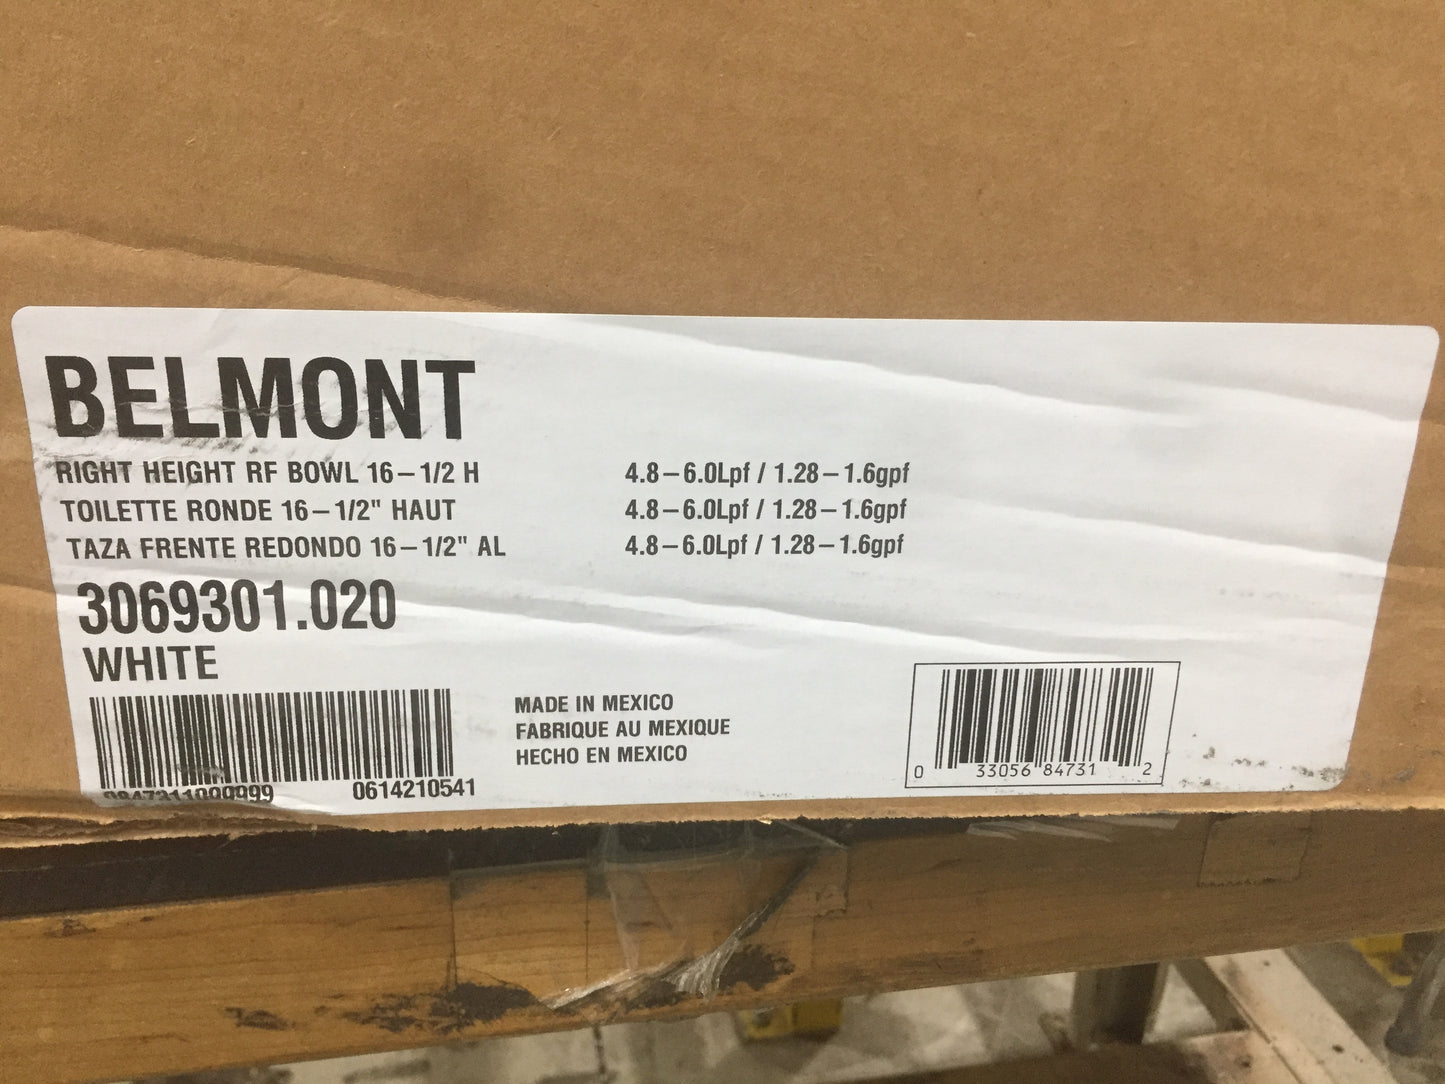 BELMONT
RIGHT HEIGHT RF BOWL 16-1/2 H 4.8-6.0Lpf / 1.28-1.6gpf
TOILETTE RONDE 16-1/2" HAUT 4.8-6.0Lpf / 1.28-1.6gpf
TAZA FRENTE REDONDO 16-1/2" AL 4.8-6.0Lpf / 1.28-1.6gpf
3069301.020
WHITE
MADE IN MEXICO
FABRIQUE AU MEXIQUE
HECHO EN MEXICO
0614210541
0 33056 84731 2